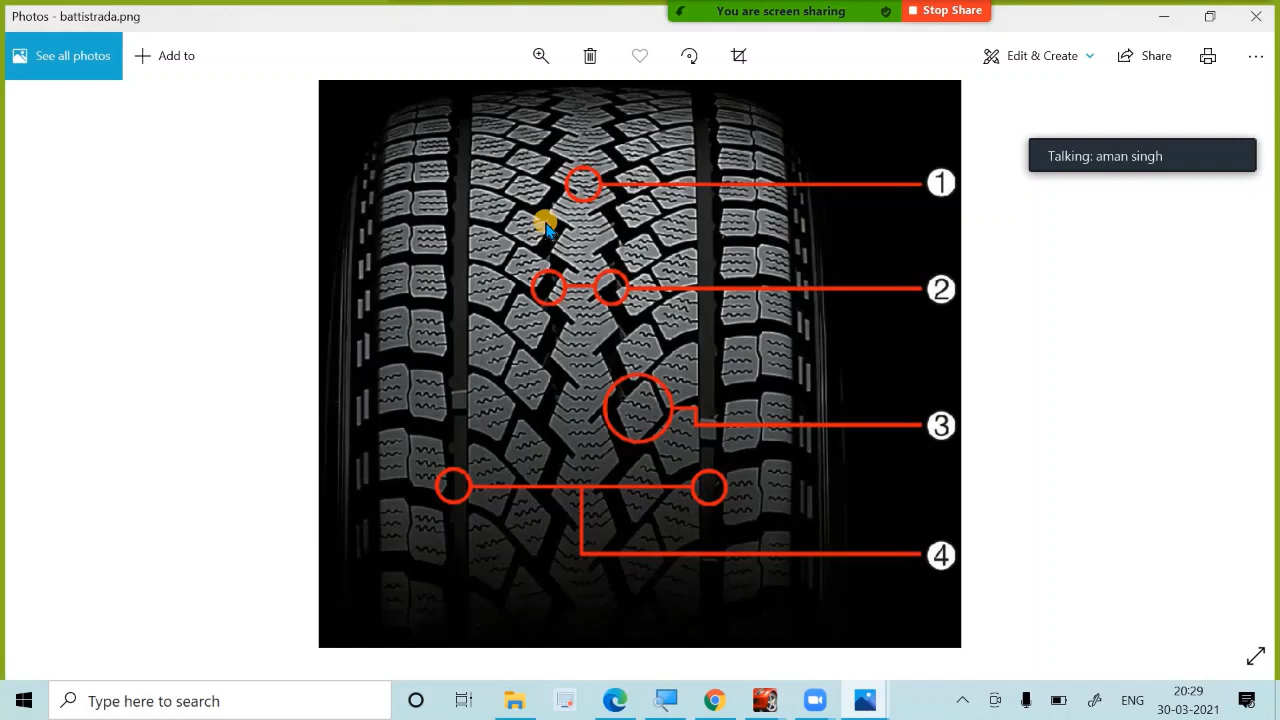 Photos - battistrada.png
You are screen sharing
Stop Share
See all photos
Add to
Edit & Create
Share
Talking: aman singh
1
2
3
4
Type here to search
ENG
20:29
30-03-2021